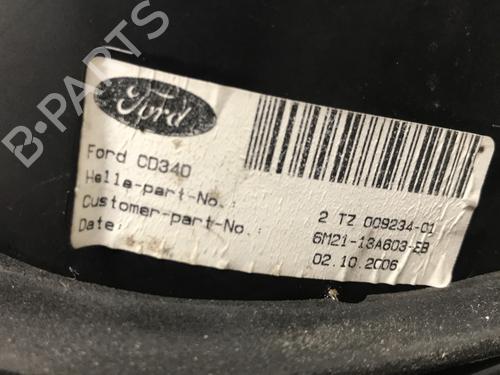 Ford
Ford CD340
Hella-part-No.: 2 TZ 009234-01
Customer-part-No.: 6M21-13A603-EB
Date: 02.10.2006
B-PARTS